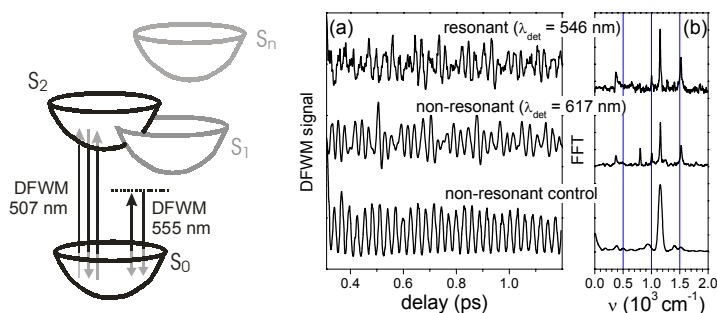 Sn
S2
S1
DFWM
507 nm
DFWM
555 nm
S0
(a)
resonant (λdet = 546 nm)
non-resonant (λdet = 617 nm)
non-resonant control
DFWM signal
0.4 0.6 0.8 1.0
delay (ps)
(b)
FFT
0.0 0.5 1.0 1.5 2.0
ν (10³ cm⁻¹)